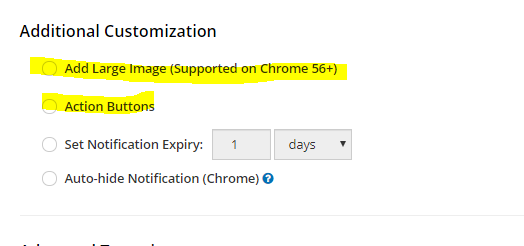 Additional Customization
Add Large Image (Supported on Chrome 56+)
Action Buttons
Set Notification Expiry: 1 days
Auto-hide Notification (Chrome) ?